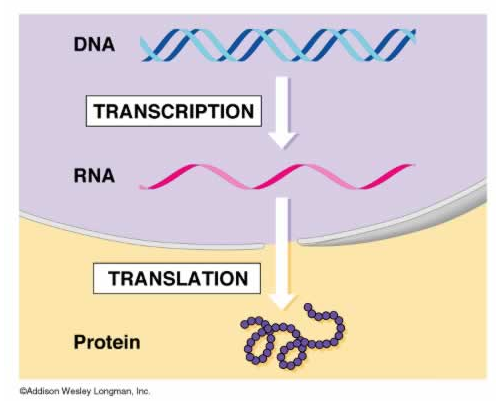 DNA
TRANSCRIPTION
RNA
TRANSLATION
Protein
©Addison Wesley Longman, Inc.